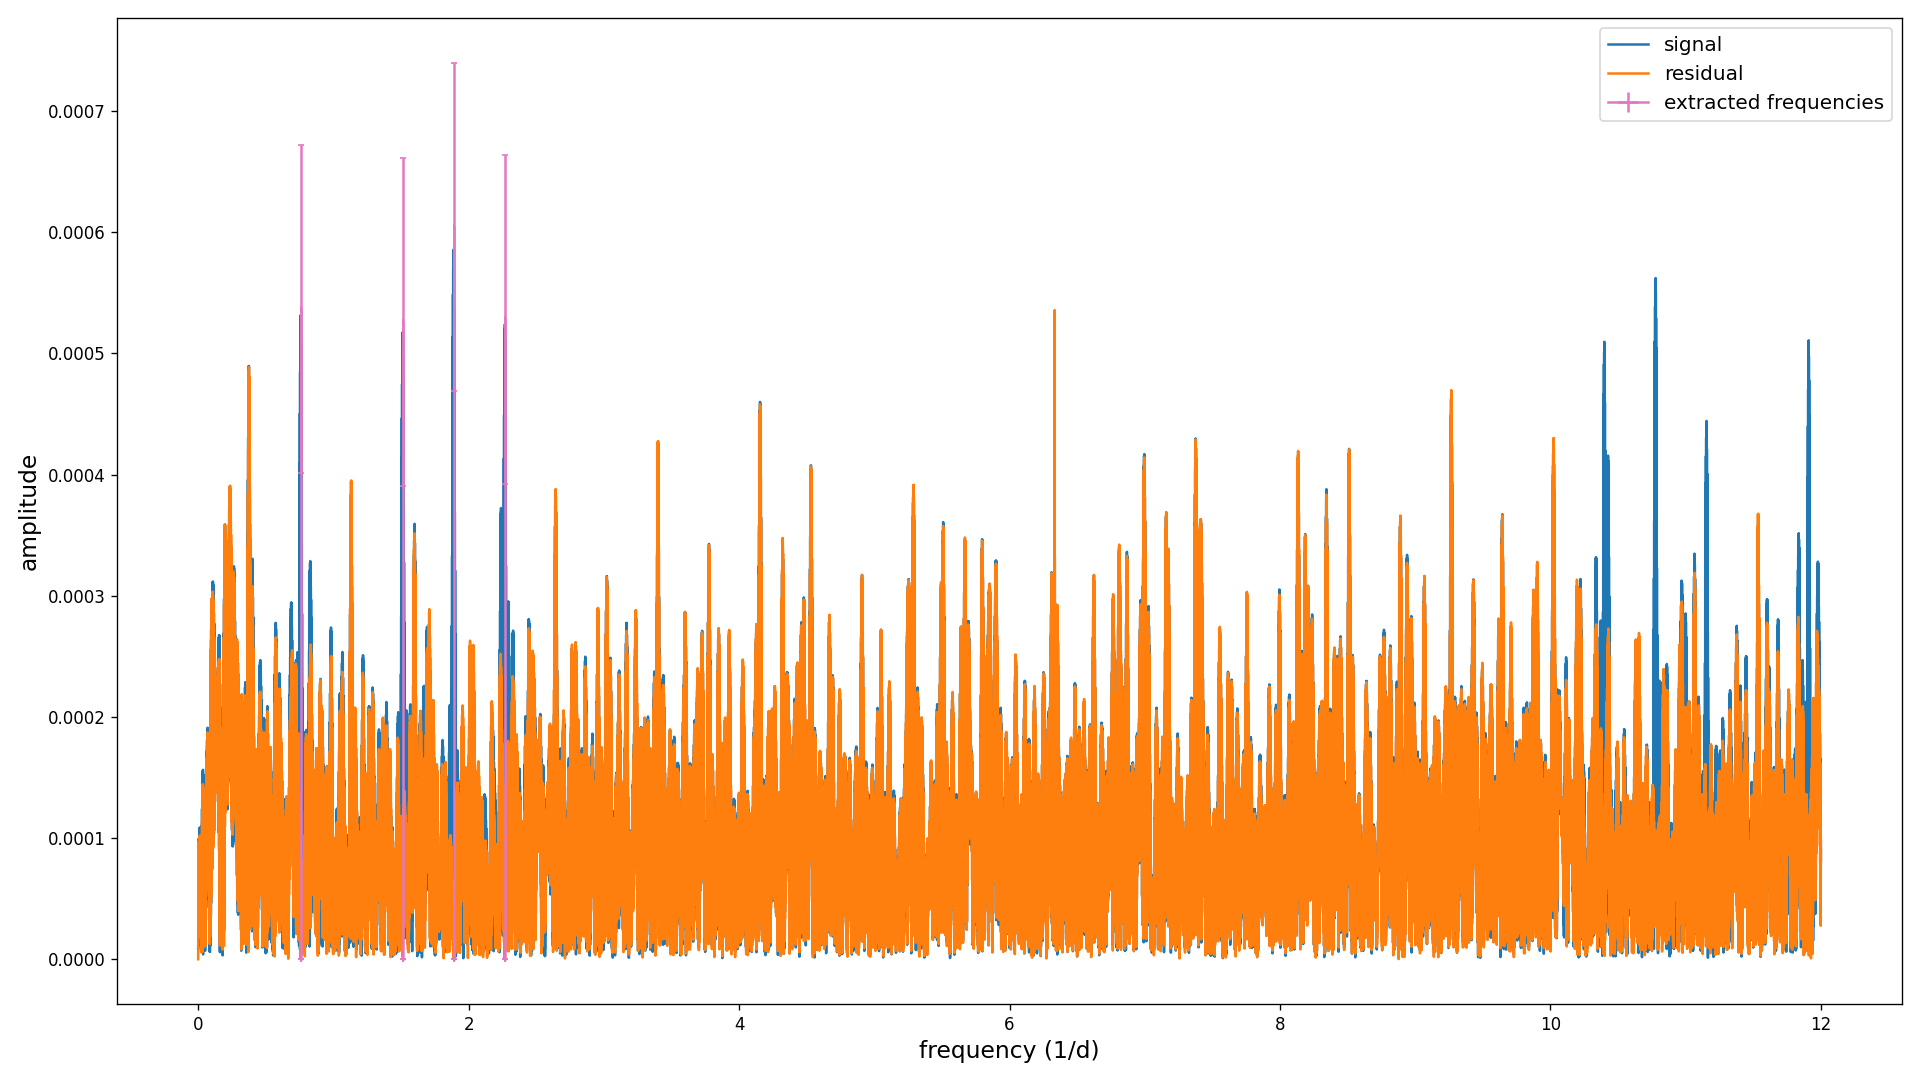 signal
residual
extracted frequencies
amplitude
0.0007
0.0006
0.0005
0.0004
0.0003
0.0002
0.0001
0.0000
0 2 4 6 8 10 12
frequency (1/d)